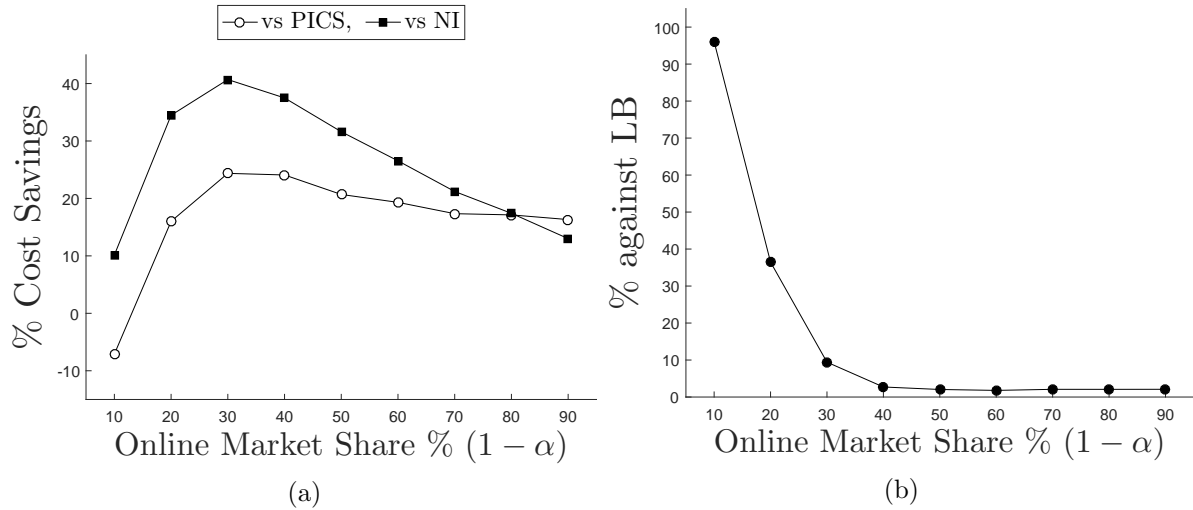 vs PICS, vs NI
% Cost Savings
40
30
20
10
0
-10
10 20 30 40 50 60 70 80 90
Online Market Share % (1 − α)
(a)
% against LB
100
90
80
70
60
50
40
30
20
10
0
10 20 30 40 50 60 70 80 90
Online Market Share % (1 − α)
(b)